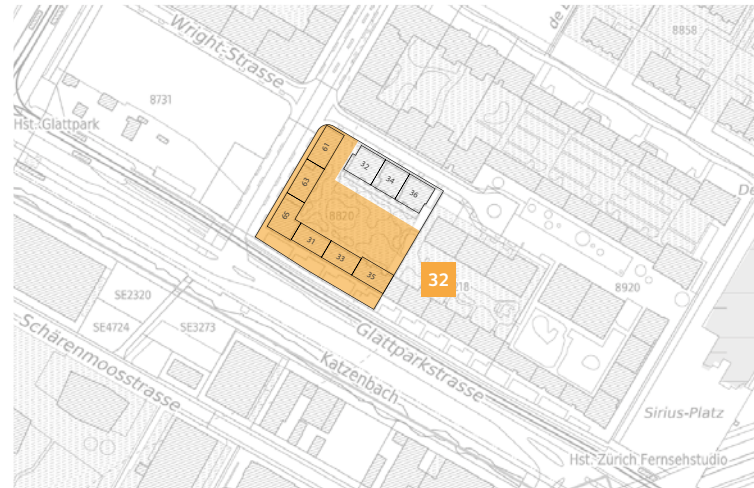 de
8858
Wright-Strasse
8731
Hst. Glattpark
61
32
34
36
63
8820
65
31
33
35
32
SE2320
8920
SE4724
SE3273
Glattparkstrasse
Schärenmoosstrasse
Katzenbach
Sirius-Platz
Hst. Zürich Fernsehstudio